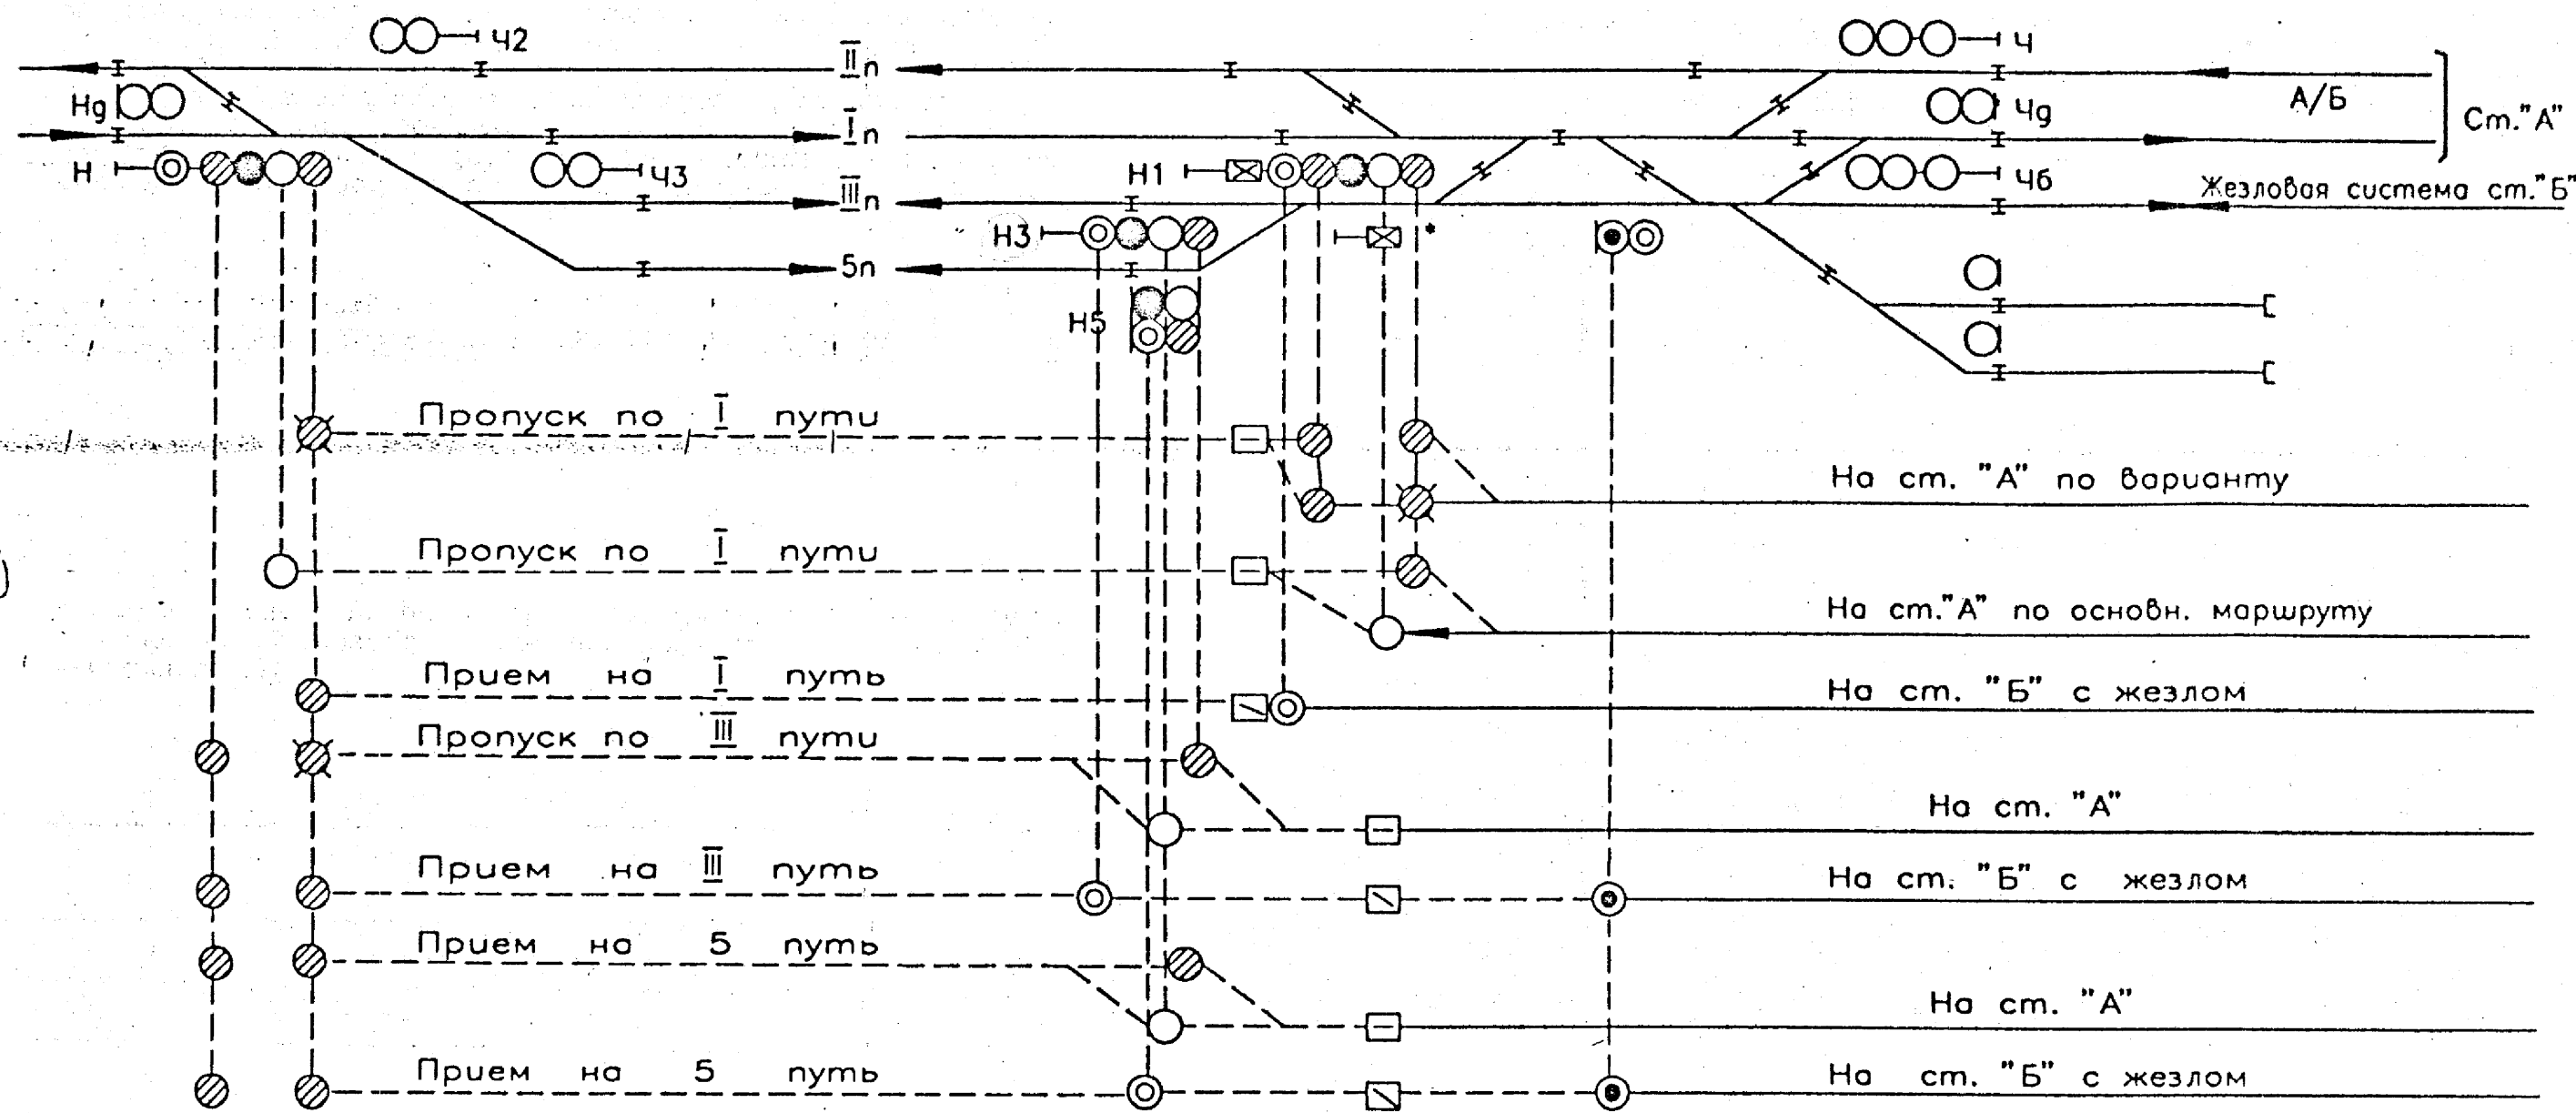 Ч2
IIп
Ч
Нд
А/Б
Чд
Ст."А"
Iп
Н
Ч3
Н1
Ч6
IIIп
Жезловая система ст."Б"
Н3
*
5п
Н5
Пропуск по I пути
На ст. "А" по варианту
Пропуск по I пути
На ст."А" по основн. маршруту
Прием на I путь
На ст. "Б" с жезлом
Пропуск по III пути
На ст. "А"
Прием на III путь
На ст. "Б" с жезлом
Прием на 5 путь
На ст. "А"
Прием на 5 путь
На ст. "Б" с жезлом